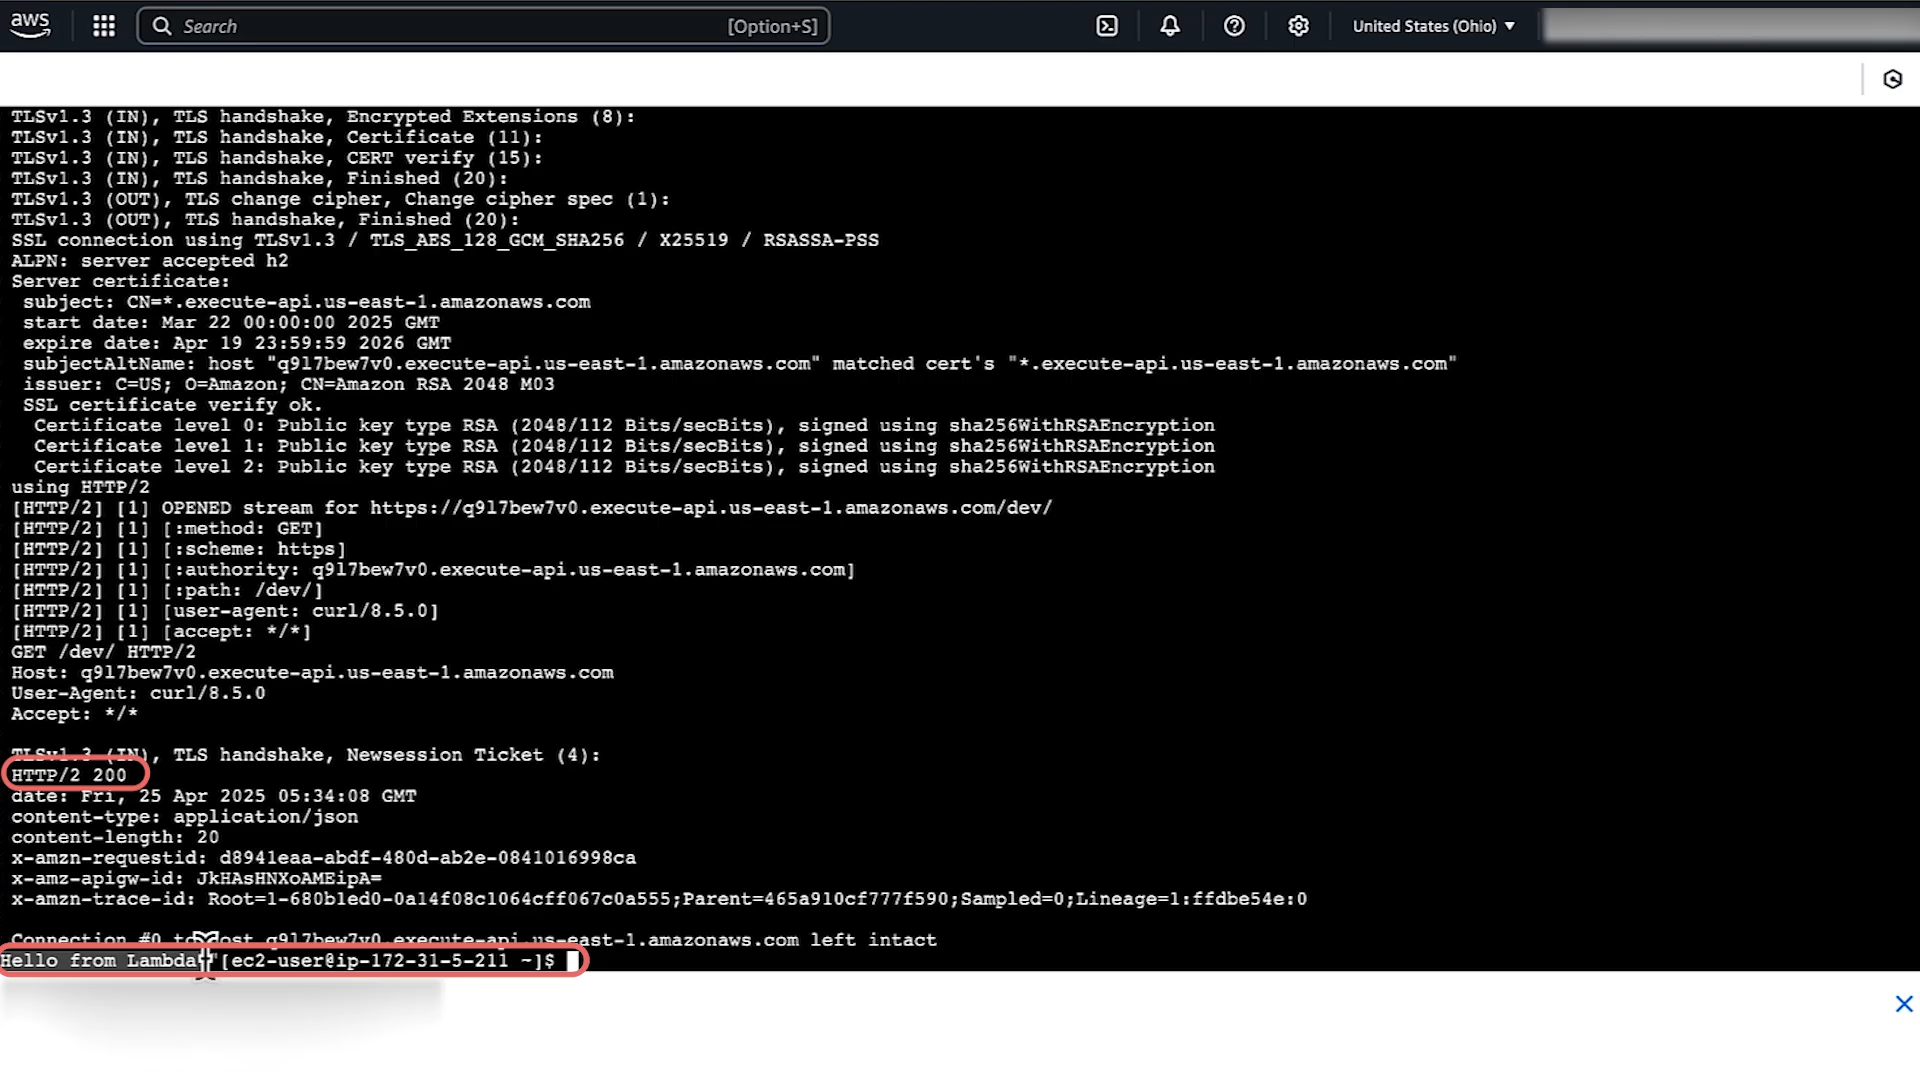 aws
Search [Option+S] United States (Ohio)
TLSv1.3 (IN), TLS handshake, Encrypted Extensions (8):
TLSv1.3 (IN), TLS handshake, Certificate (11):
TLSv1.3 (IN), TLS handshake, CERT verify (15):
TLSv1.3 (IN), TLS handshake, Finished (20):
TLSv1.3 (OUT), TLS change cipher, Change cipher spec (1):
TLSv1.3 (OUT), TLS handshake, Finished (20):
SSL connection using TLSv1.3 / TLS_AES_128_GCM_SHA256 / X25519 / RSASSA-PSS
ALPN: server accepted h2
Server certificate:
subject: CN=*.execute-api.us-east-1.amazonaws.com
start date: Mar 22 00:00:00 2025 GMT
expire date: Apr 19 23:59:59 2026 GMT
subjectAltName: host "q9l7bew7v0.execute-api.us-east-1.amazonaws.com" matched cert's "*.execute-api.us-east-1.amazonaws.com"
issuer: C=US; O=Amazon; CN=Amazon RSA 2048 M03
SSL certificate verify ok.
Certificate level 0: Public key type RSA (2048/112 Bits/secBits), signed using sha256WithRSAEncryption
Certificate level 1: Public key type RSA (2048/112 Bits/secBits), signed using sha256WithRSAEncryption
Certificate level 2: Public key type RSA (2048/112 Bits/secBits), signed using sha256WithRSAEncryption
using HTTP/2
[HTTP/2] [1] OPENED stream for https://q9l7bew7v0.execute-api.us-east-1.amazonaws.com/dev/
[HTTP/2] [1] [:method: GET]
[HTTP/2] [1] [:scheme: https]
[HTTP/2] [1] [:authority: q9l7bew7v0.execute-api.us-east-1.amazonaws.com]
[HTTP/2] [1] [:path: /dev/]
[HTTP/2] [1] [user-agent: curl/8.5.0]
[HTTP/2] [1] [accept: */*]
GET /dev/ HTTP/2
Host: q9l7bew7v0.execute-api.us-east-1.amazonaws.com
User-Agent: curl/8.5.0
Accept: */*
TLSv1.3 (IN), TLS handshake, Newsession Ticket (4):
HTTP/2 200
date: Fri, 25 Apr 2025 05:34:08 GMT
content-type: application/json
content-length: 20
x-amzn-requestid: d8941eaa-abdf-480d-ab2e-0841016998ca
x-amz-apigw-id: JkHAsHNXoAMEipA=
x-amzn-trace-id: Root=1-680b1ed0-0a14f08c1064cff067c0a555;Parent=465a910cf777f590;Sampled=0;Lineage=1:ffdbe54e:0
Connection #0 to host q9l7bew7v0.execute-api.us-east-1.amazonaws.com left intact
Hello from Lambda!"[ec2-user@ip-172-31-5-211 ~]$